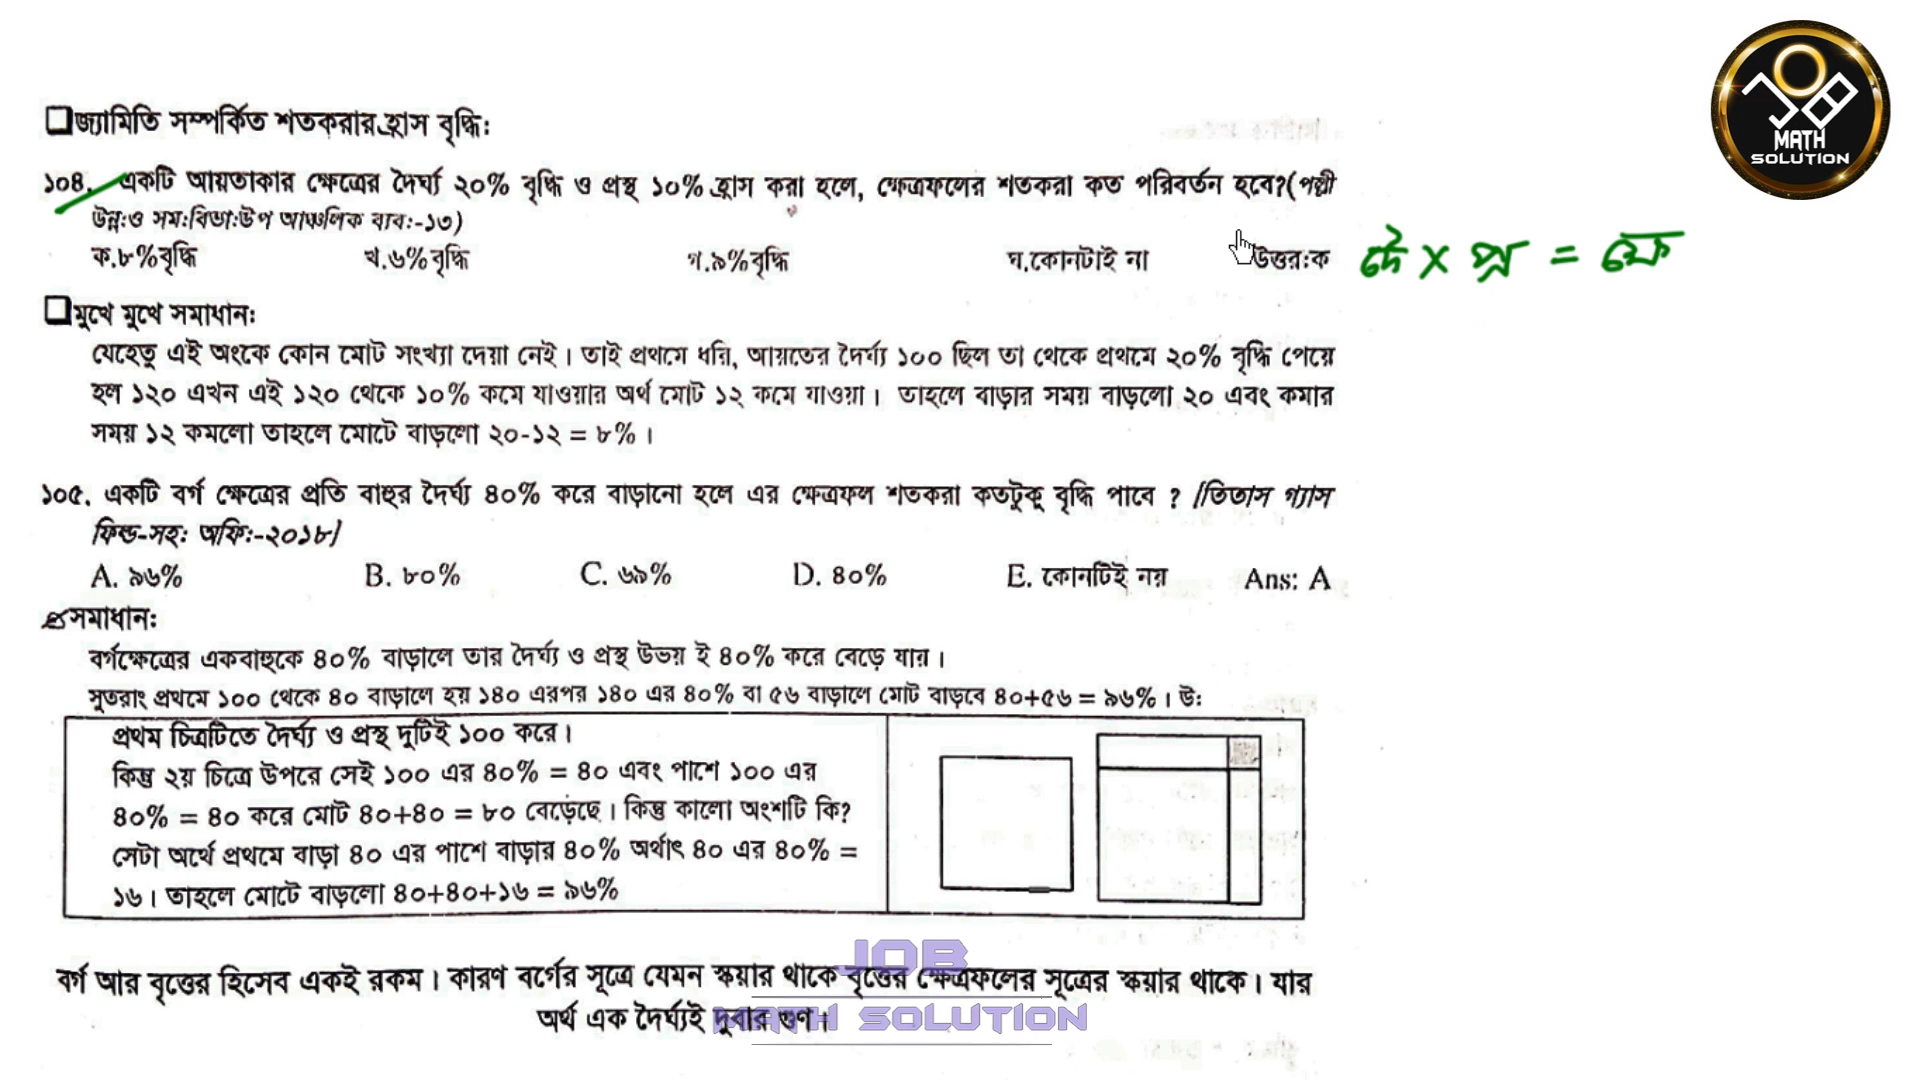 ❑জ্যামিতি সম্পর্কিত শতকরার হ্রাস বৃদ্ধি:
১০৪. একটি আয়তাকার ক্ষেত্রের দৈর্ঘ্য ২০% বৃদ্ধি ও প্রস্থ ১০% হ্রাস করা হলে, ক্ষেত্রফলের শতকরা কত পরিবর্তন হবে?(পল্লী
উন্ন:ও সম:বিভা:উপ আঞ্চলিক ব্যব:-১৩)
ক.৮%বৃদ্ধি খ.৬%বৃদ্ধি গ.৯%বৃদ্ধি ঘ.কোনটাই না উত্তর:ক
দৈ × প্র = ক্ষে
❑মুখে মুখে সমাধান:
যেহেতু এই অংকে কোন মোট সংখ্যা দেয়া নেই। তাই প্রথমে ধরি, আয়তের দৈর্ঘ্য ১০০ ছিল তা থেকে প্রথমে ২০% বৃদ্ধি পেয়ে
হল ১২০ এখন এই ১২০ থেকে ১০% কমে যাওয়ার অর্থ মোট ১২ কমে যাওয়া। তাহলে বাড়ার সময় বাড়লো ২০ এবং কমার
সময় ১২ কমলো তাহলে মোটে বাড়লো ২০-১২ = ৮%।
১০৫. একটি বর্গ ক্ষেত্রের প্রতি বাহুর দৈর্ঘ্য ৪০% করে বাড়ানো হলে এর ক্ষেত্রফল শতকরা কতটুকু বৃদ্ধি পাবে ? [তিতাস গ্যাস
ফিল্ড-সহ: অফি:-২০১৮]
A. ৯৬% B. ৮০% C. ৬৯% D. ৪০% E. কোনটিই নয় Ans: A
✍সমাধান:
বর্গক্ষেত্রের একবাহুকে ৪০% বাড়ালে তার দৈর্ঘ্য ও প্রস্থ উভয় ই ৪০% করে বেড়ে যায়।
সুতরাং প্রথমে ১০০ থেকে ৪০ বাড়ালে হয় ১৪০ এরপর ১৪০ এর ৪০% বা ৫৬ বাড়ালে মোট বাড়বে ৪০+৫৬ = ৯৬%। উ:
প্রথম চিত্রটিতে দৈর্ঘ্য ও প্রস্থ দুটিই ১০০ করে।
কিন্তু ২য় চিত্রে উপরে সেই ১০০ এর ৪০% = ৪০ এবং পাশে ১০০ এর
৪০% = ৪০ করে মোট ৪০+৪০ = ৮০ বেড়েছে। কিন্তু কালো অংশটি কি?
সেটা অর্থে প্রথমে বাড়া ৪০ এর পাশে বাড়ার ৪০% অর্থাৎ ৪০ এর ৪০% =
১৬। তাহলে মোটে বাড়লো ৪০+৪০+১৬ = ৯৬%
বর্গ আর বৃত্তের হিসেব একই রকম। কারণ বর্গের সূত্রে যেমন স্কয়ার থাকে বৃত্তের ক্ষেত্রফলের সূত্রের স্কয়ার থাকে। যার
অর্থ এক দৈর্ঘ্যই দুবার গুণ।
JOB
MATH SOLUTION
JOB
MATH
SOLUTION